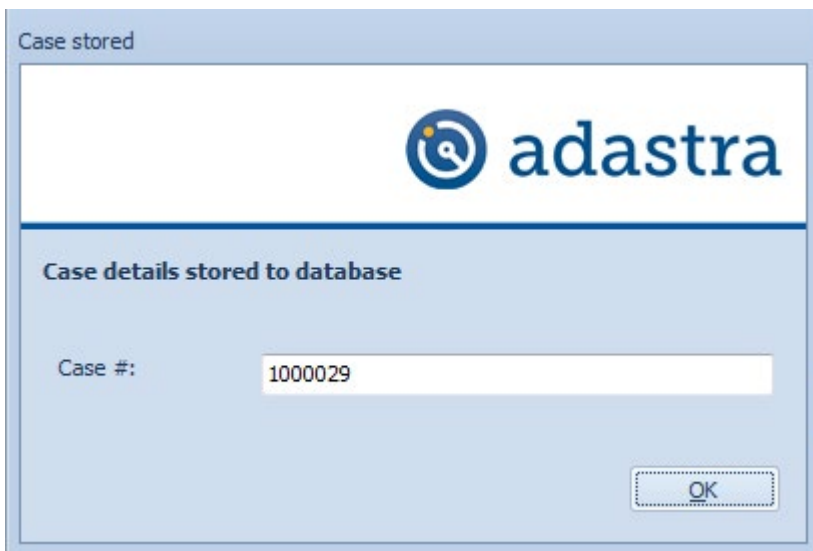 Case stored
adastra
Case details stored to database
Case #: 1000029
OK